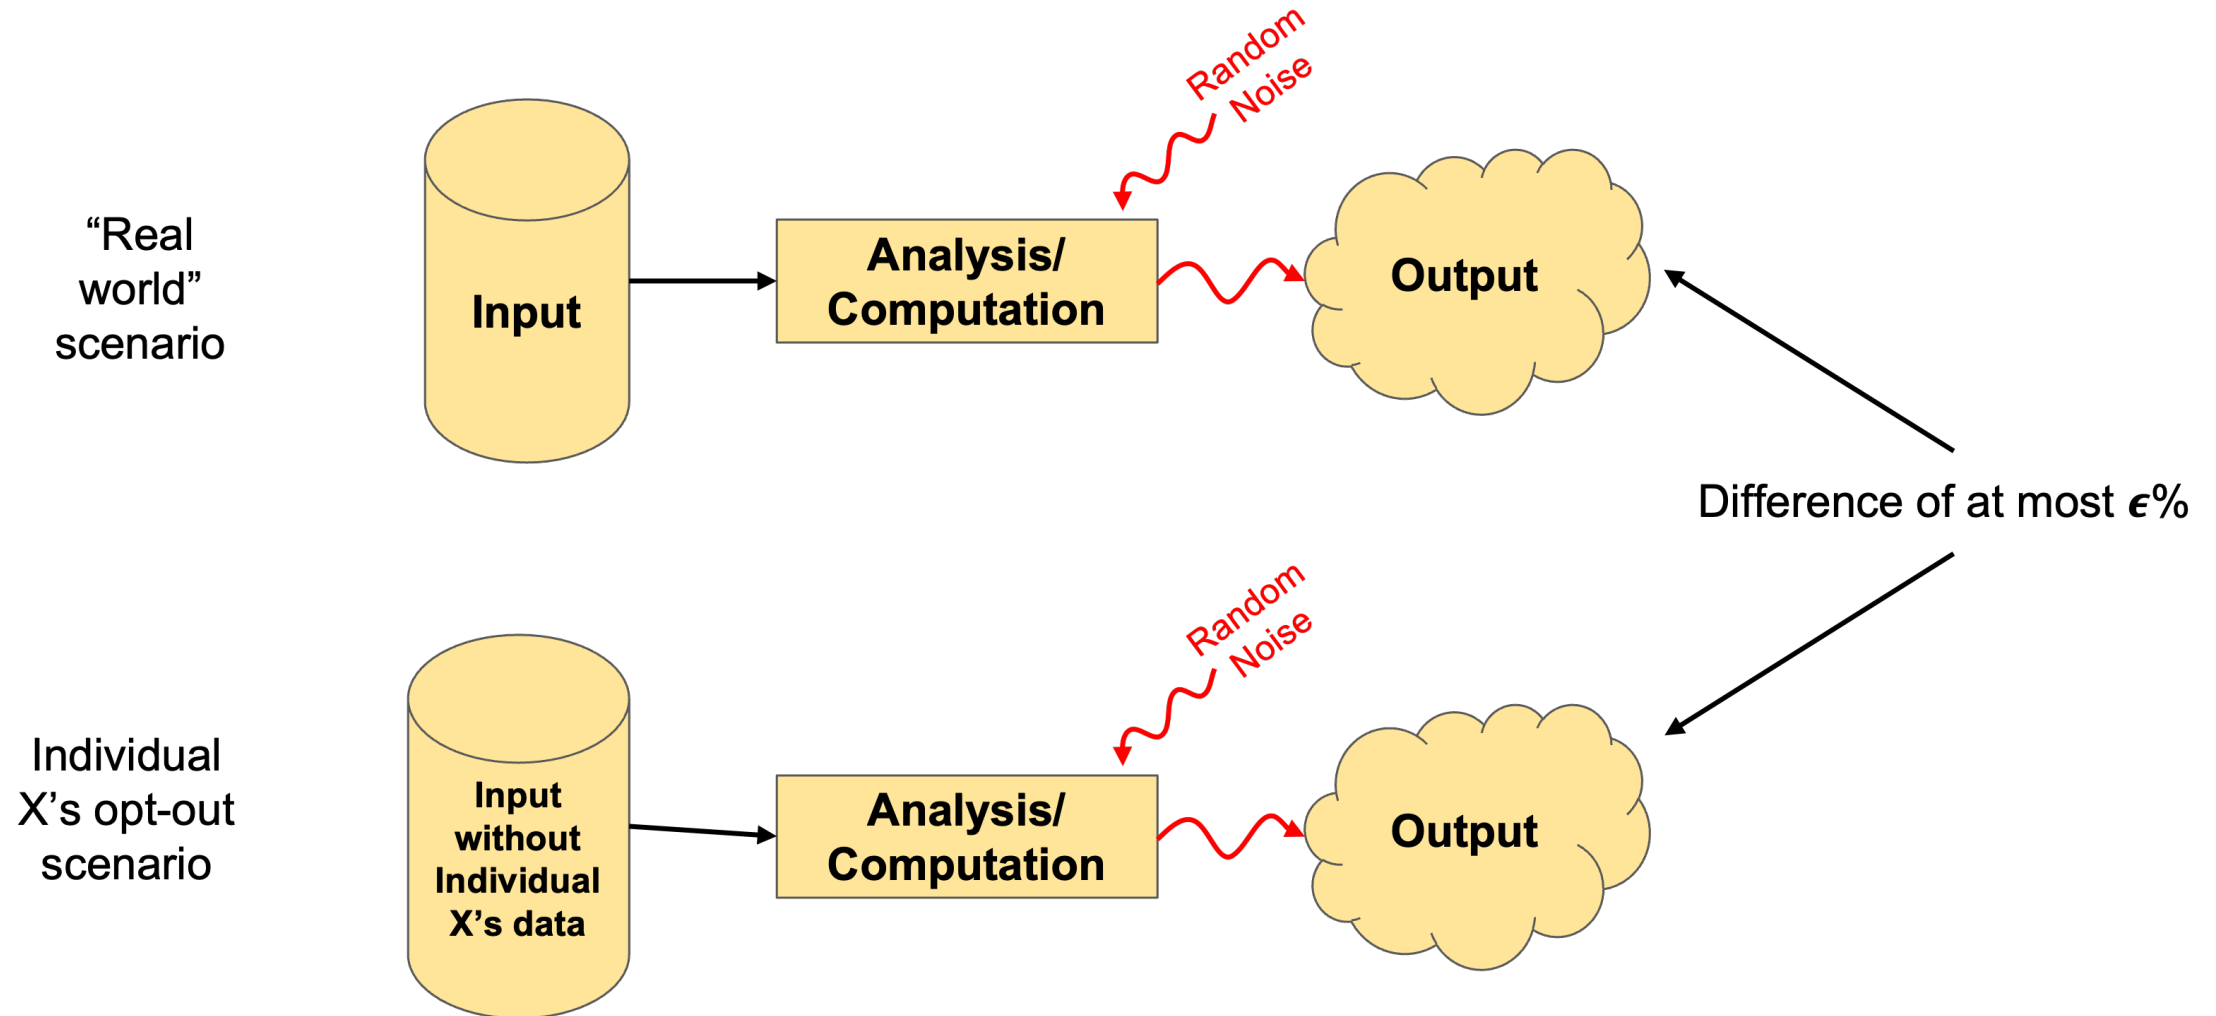 “Real
world”
scenario
Input
Analysis/
Computation
Random
Noise
Output
Difference of at most ϵ%
Individual
X’s opt-out
scenario
Input
without
Individual
X’s data
Analysis/
Computation
Random
Noise
Output